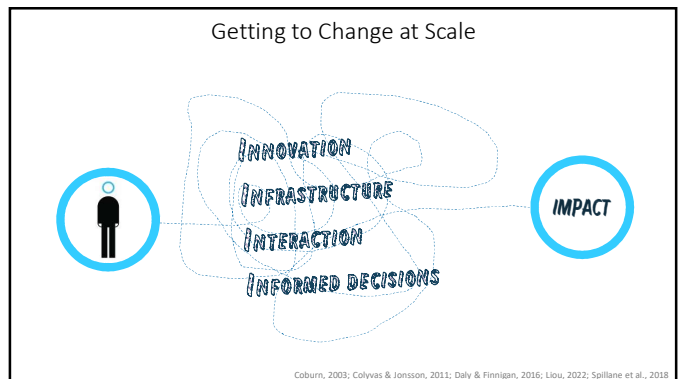 Getting to Change at Scale
INNOVATION
INFRASTRUCTURE
INTERACTION
INFORMED DECISIONS
IMPACT
Coburn, 2003; Colyvas & Jonsson, 2011; Daly & Finnigan, 2016; Liou, 2022; Spillane et al., 2018